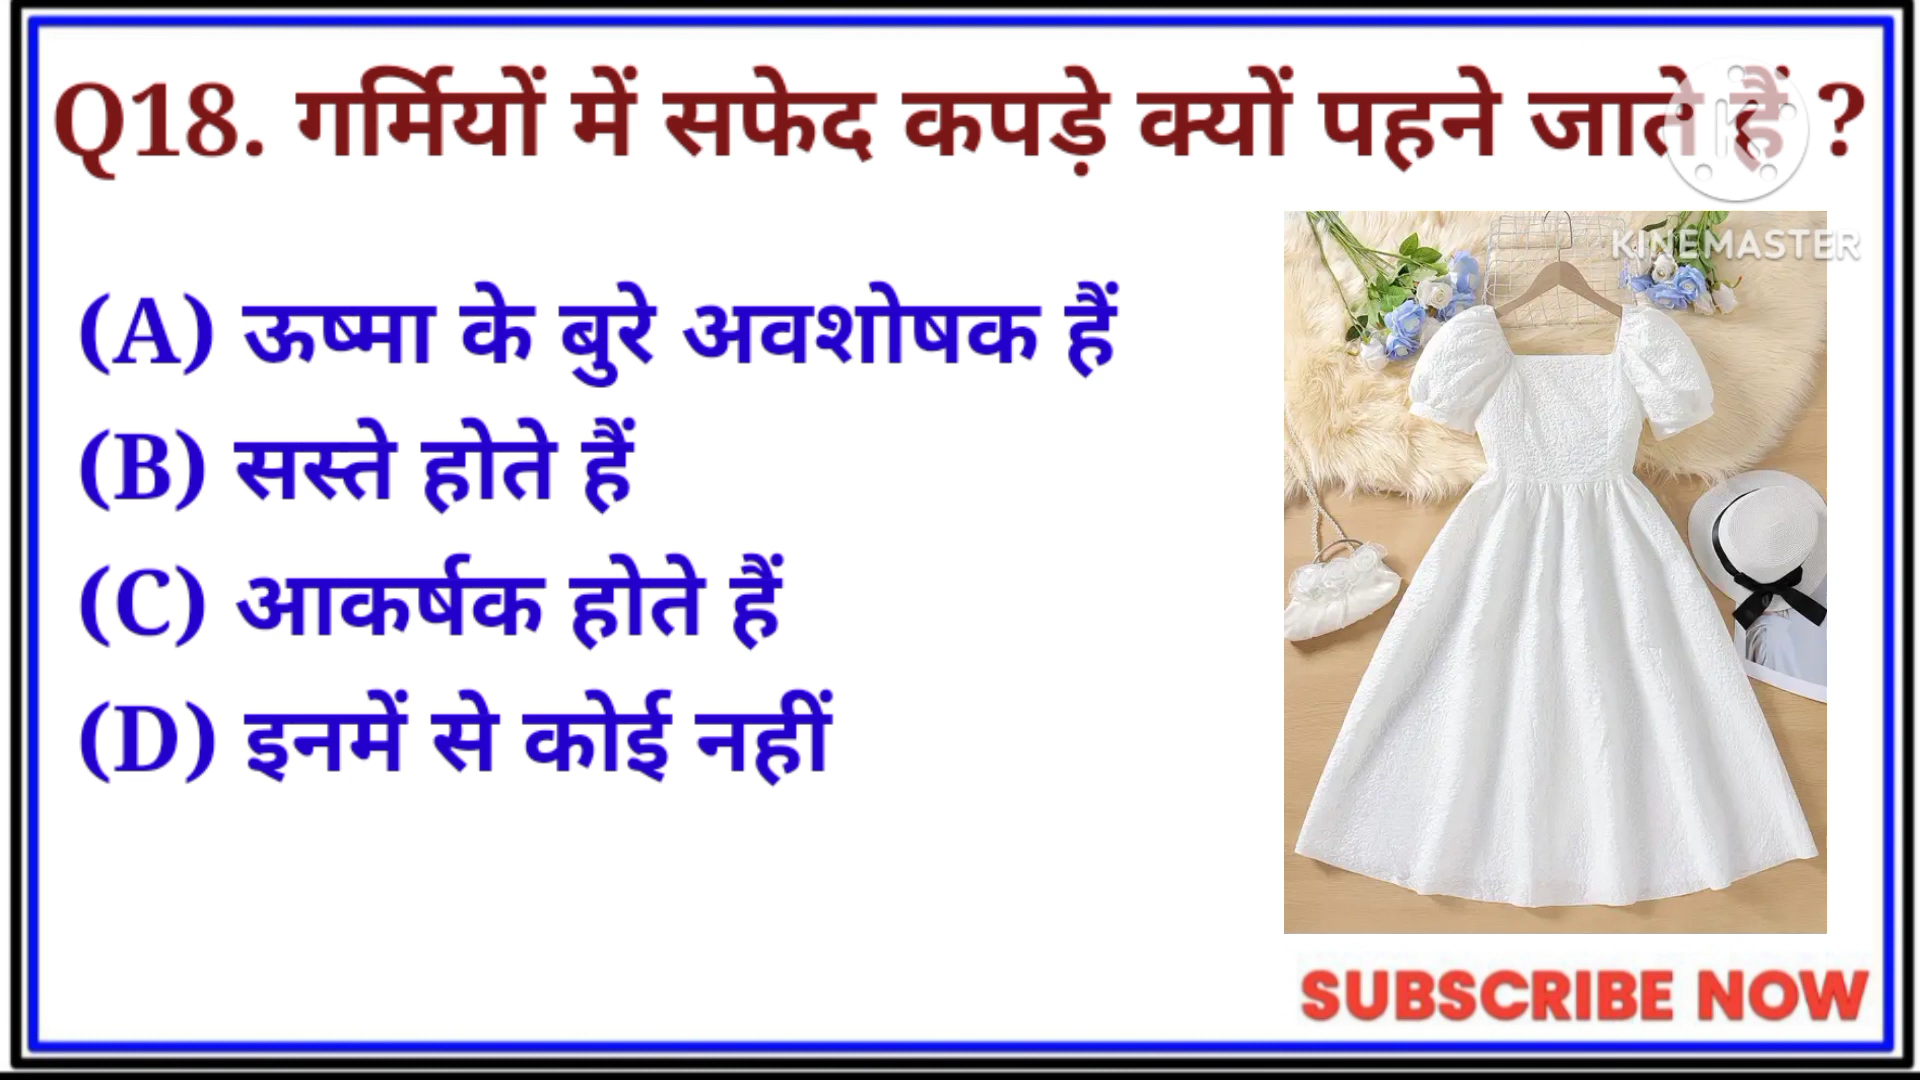 Q18. गर्मियों में सफेद कपड़े क्यों पहने जाते हैं ?
KINEMASTER
(A) ऊष्मा के बुरे अवशोषक हैं
(B) सस्ते होते हैं
(C) आकर्षक होते हैं
(D) इनमें से कोई नहीं
SUBSCRIBE NOW